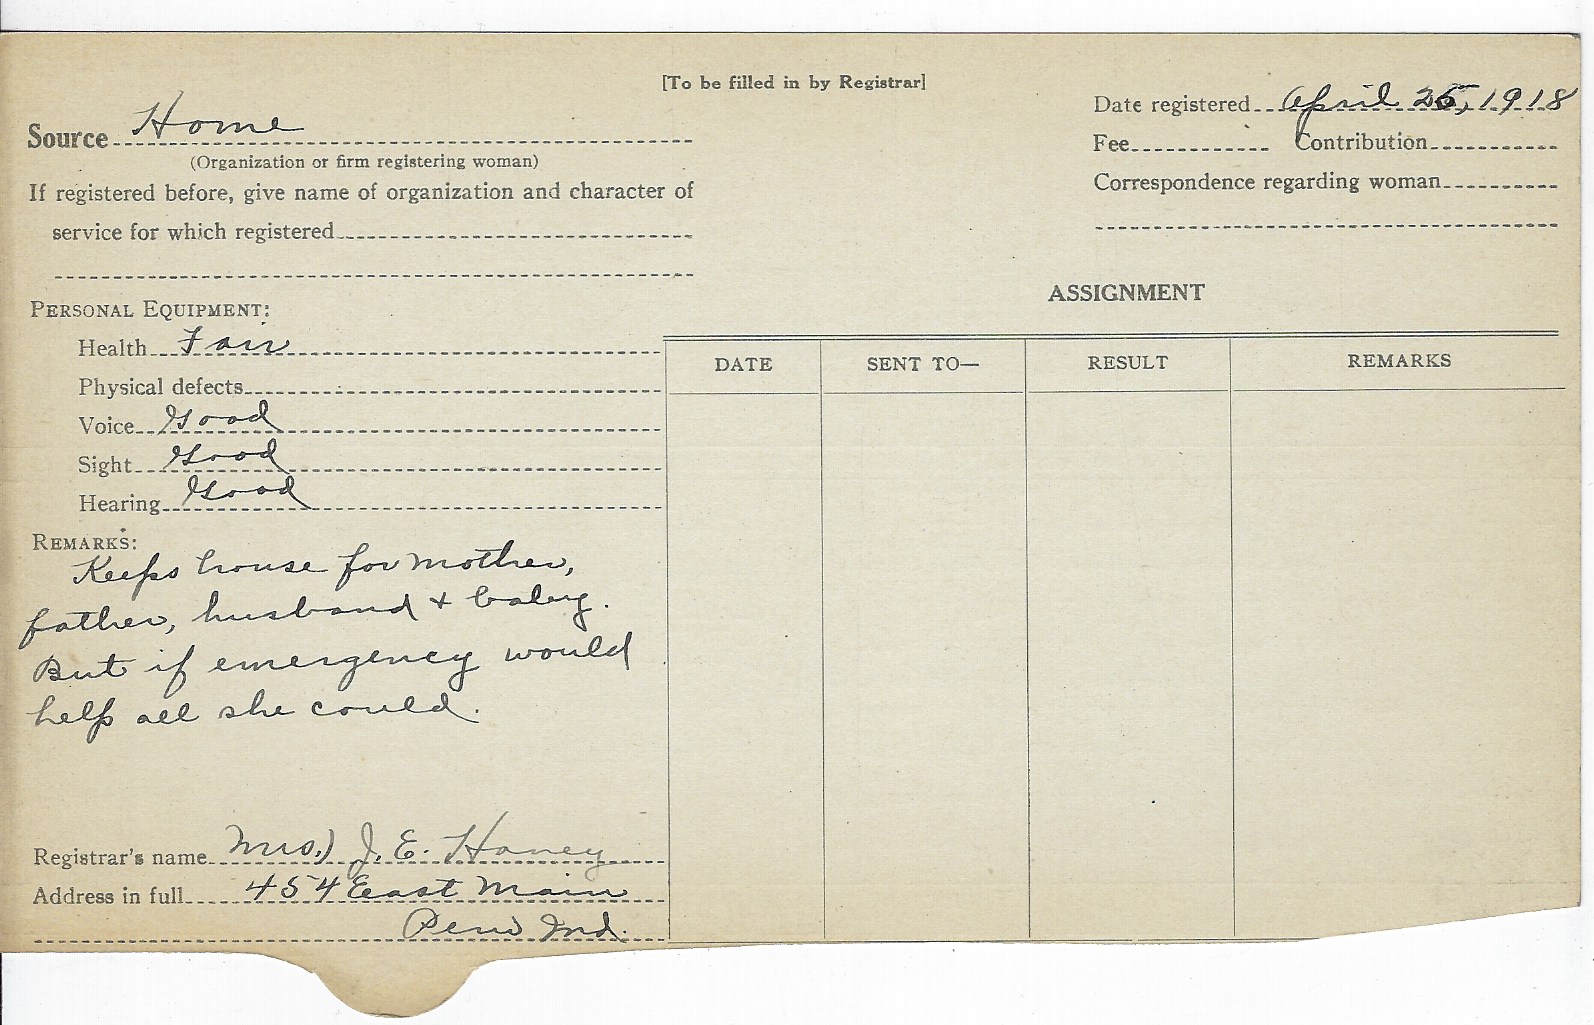 [To be filled in by Registrar]
Source Home
(Organization or firm registering woman)
If registered before, give name of organization and character of
service for which registered
Date registered April 25, 1918
Fee Contribution
Correspondence regarding woman
PERSONAL EQUIPMENT:
Health Fair
Physical defects
Voice Good
Sight Good
Hearing Good
REMARKS:
Keeps house for mother,
father, husband + baby.
But if emergency would
help all she could.
Registrar's name Mrs.) J. E. Haney
Address in full 454 East Main
Peru Ind.
ASSIGNMENT
DATE SENT TO— RESULT REMARKS